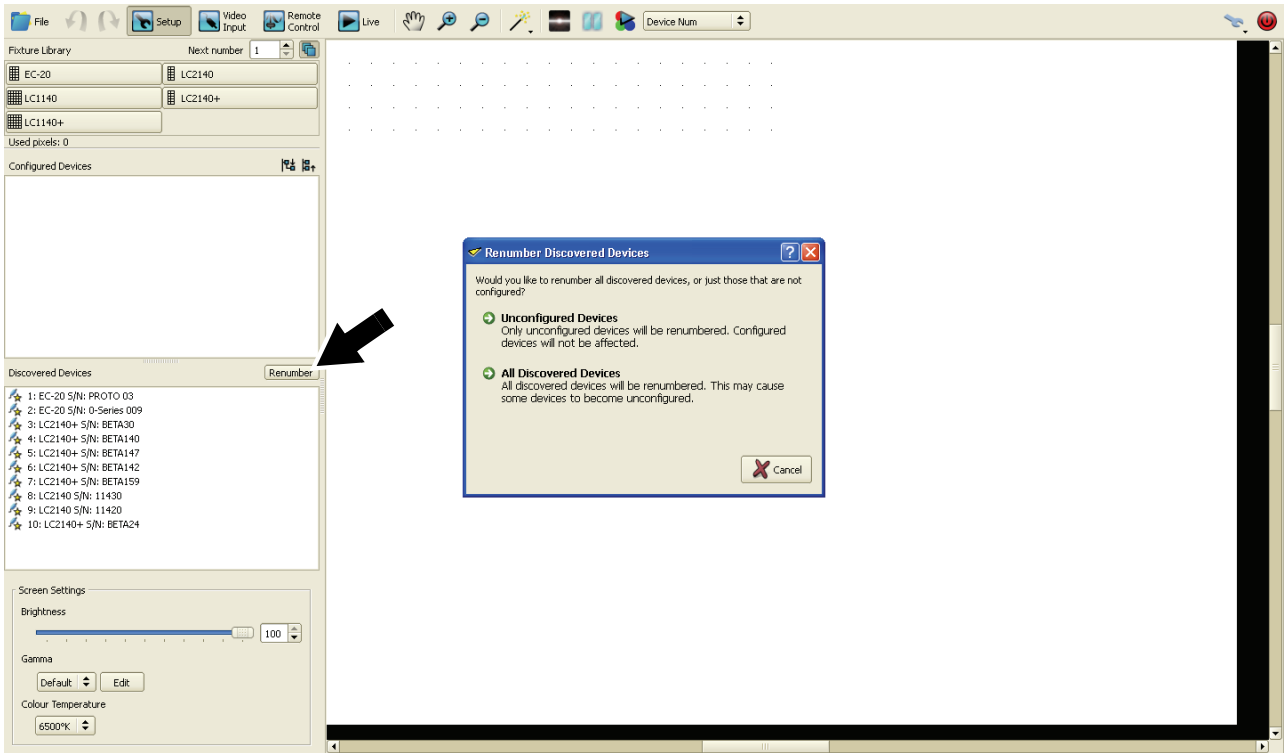 File
Setup
Video
Input
Remote
Control
Live
Device Num
Fixture Library
Next number 1
EC-20
LC2140
LC1140
LC2140+
LC1140+
Used pixels: 0
Configured Devices
Discovered Devices
Renumber
1: EC-20 S/N: PROTO 03
2: EC-20 S/N: 0-Series 009
3: LC2140+ S/N: BETA30
4: LC2140+ S/N: BETA140
5: LC2140+ S/N: BETA147
6: LC2140+ S/N: BETA142
7: LC2140+ S/N: BETA159
8: LC2140 S/N: 11430
9: LC2140 S/N: 11420
10: LC2140+ S/N: BETA24
Screen Settings
Brightness
100
Gamma
Default
Edit
Colour Temperature
6500°K
Renumber Discovered Devices
Would you like to renumber all discovered devices, or just those that are not
configured?
Unconfigured Devices
Only unconfigured devices will be renumbered. Configured
devices will not be affected.
All Discovered Devices
All discovered devices will be renumbered. This may cause
some devices to become unconfigured.
Cancel